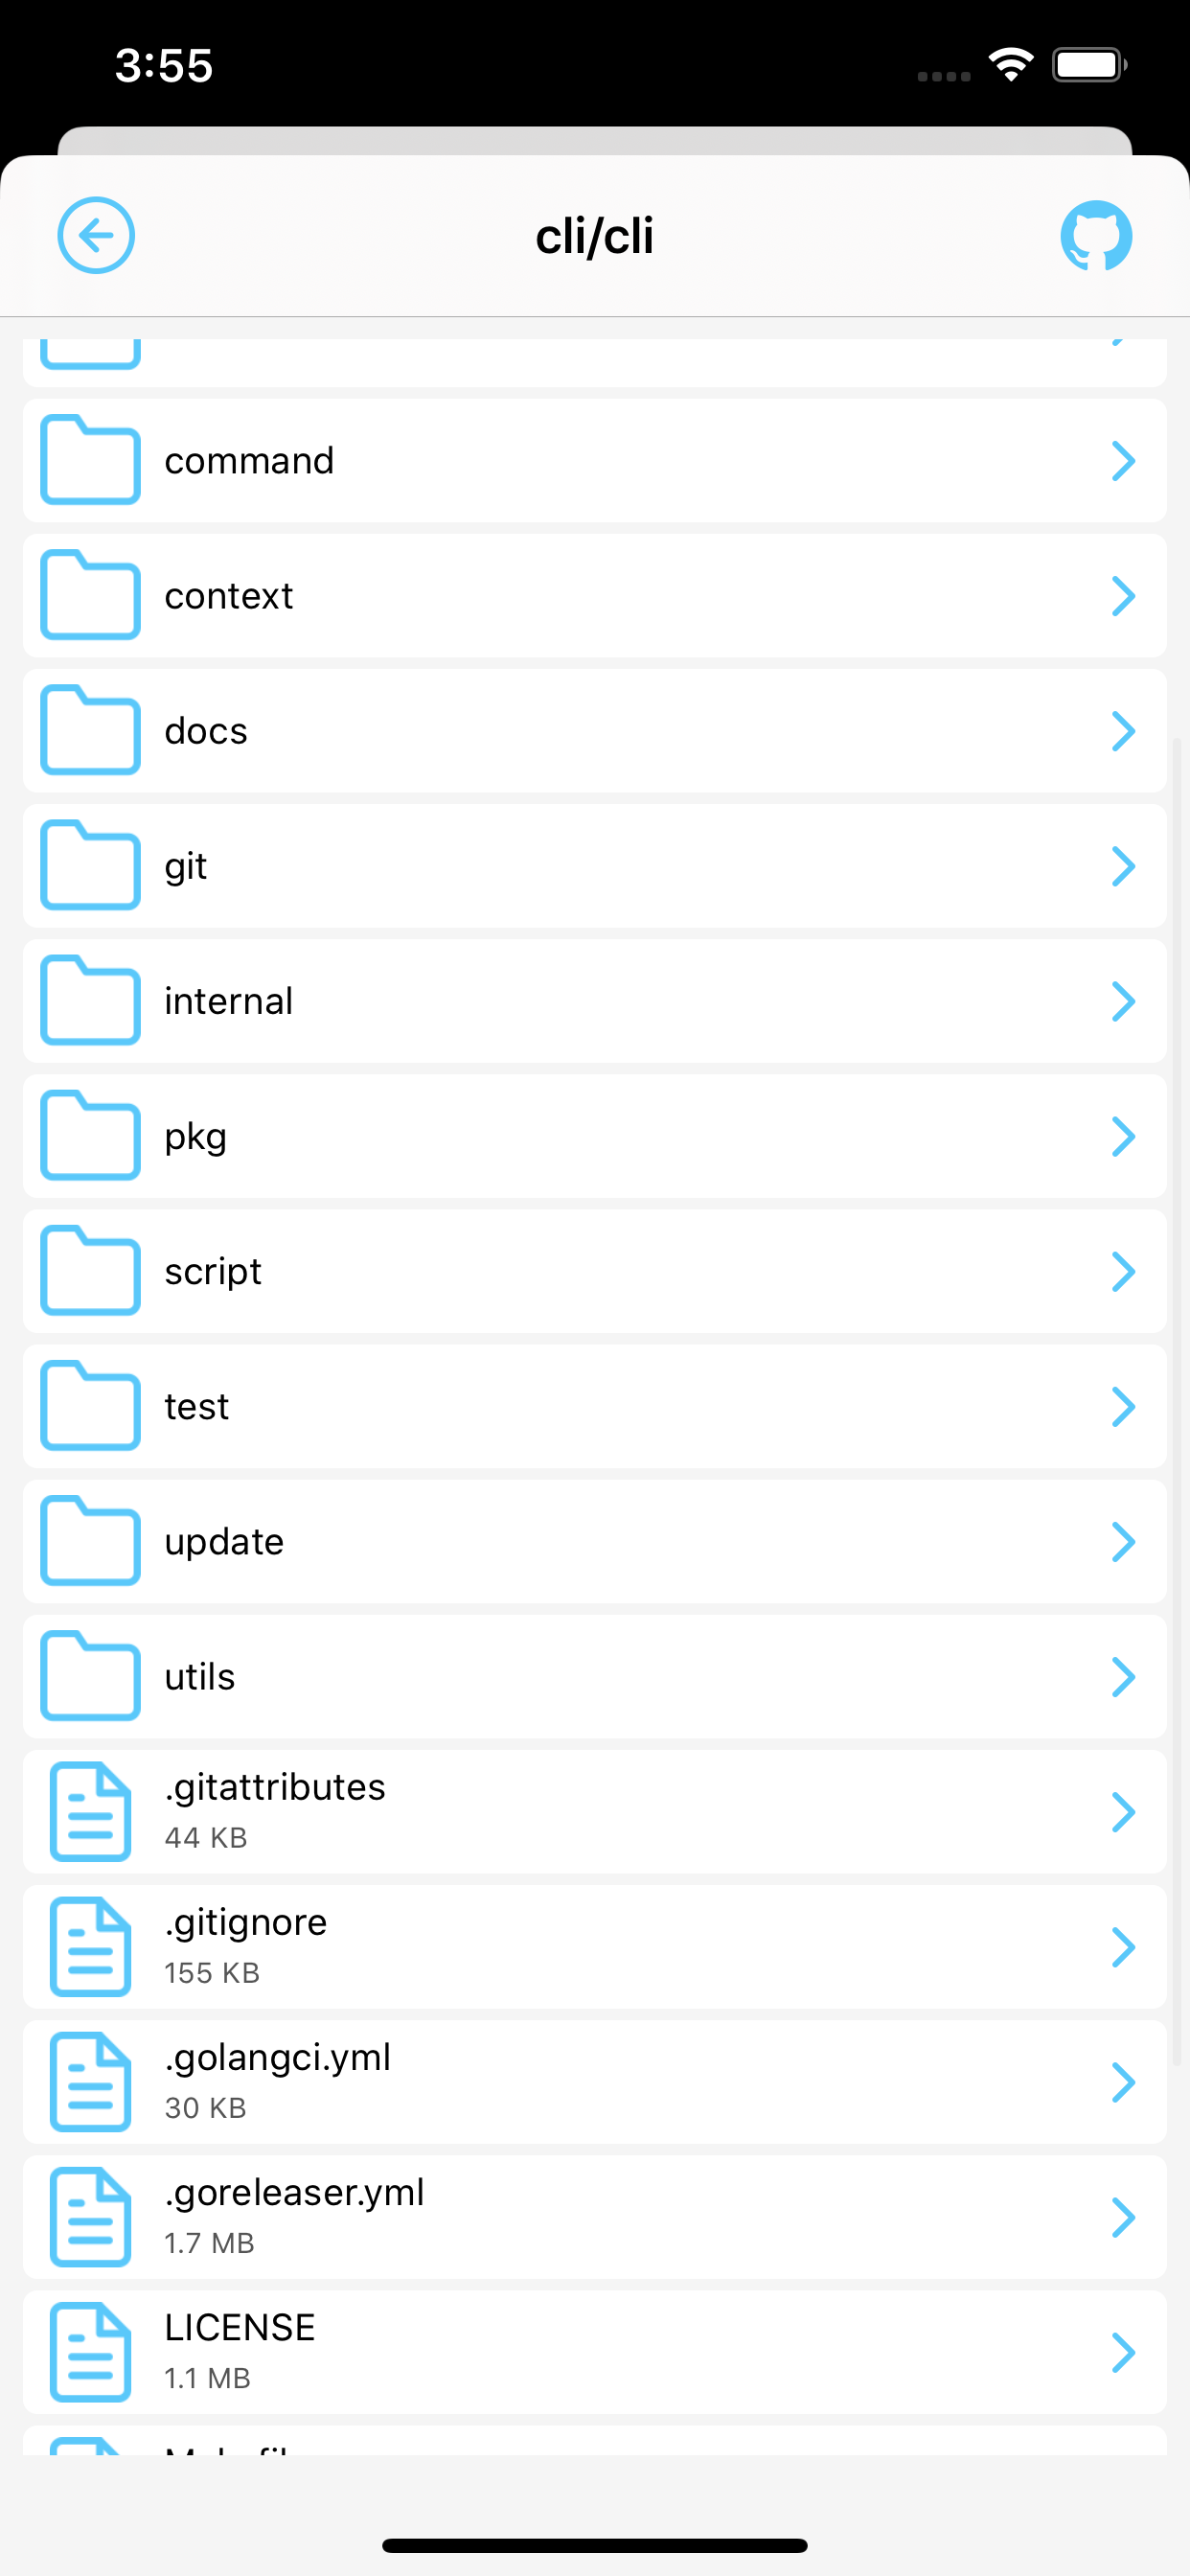 3:55
cli/cli
command
context
docs
git
internal
pkg
script
test
update
utils
.gitattributes
44 KB
.gitignore
155 KB
.golangci.yml
30 KB
.goreleaser.yml
1.7 MB
LICENSE
1.1 MB